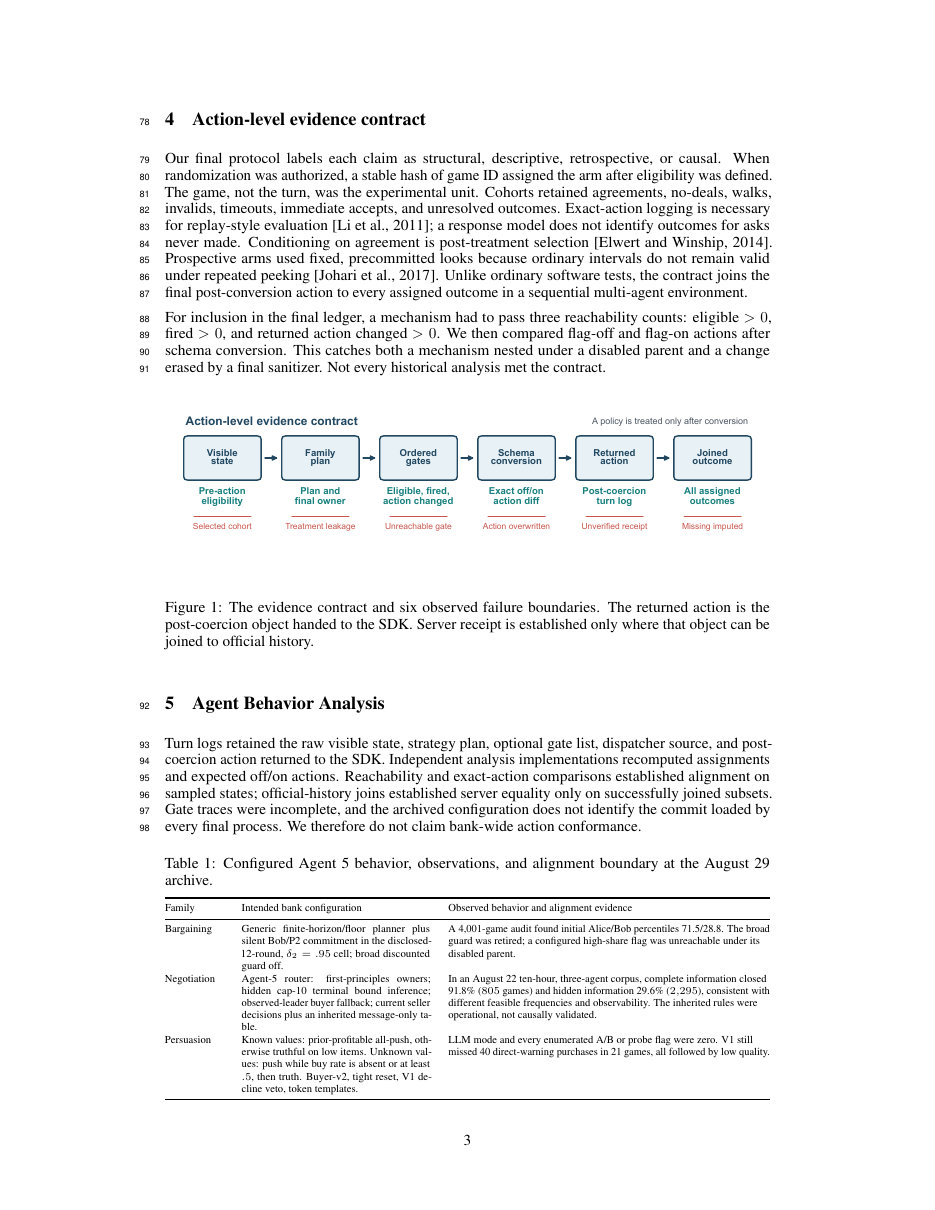 78 4 Action-level evidence contract
79 Our final protocol labels each claim as structural, descriptive, retrospective, or causal. When
80 randomization was authorized, a stable hash of game ID assigned the arm after eligibility was defined.
81 The game, not the turn, was the experimental unit. Cohorts retained agreements, no-deals, walks,
82 invalids, timeouts, immediate accepts, and unresolved outcomes. Exact-action logging is necessary
83 for replay-style evaluation [Li et al., 2011]; a response model does not identify outcomes for asks
84 never made. Conditioning on agreement is post-treatment selection [Elwert and Winship, 2014].
85 Prospective arms used fixed, precommitted looks because ordinary intervals do not remain valid
86 under repeated peeking [Johari et al., 2017]. Unlike ordinary software tests, the contract joins the
87 final post-conversion action to every assigned outcome in a sequential multi-agent environment.
88 For inclusion in the final ledger, a mechanism had to pass three reachability counts: eligible > 0,
89 fired > 0, and returned action changed > 0. We then compared flag-off and flag-on actions after
90 schema conversion. This catches both a mechanism nested under a disabled parent and a change
91 erased by a final sanitizer. Not every historical analysis met the contract.
Action-level evidence contract
A policy is treated only after conversion
Visible
state
Family
plan
Ordered
gates
Schema
conversion
Returned
action
Joined
outcome
Pre-action
eligibility
Plan and
final owner
Eligible, fired,
action changed
Exact off/on
action diff
Post-coercion
turn log
All assigned
outcomes
Selected cohort
Treatment leakage
Unreachable gate
Action overwritten
Unverified receipt
Missing imputed
Figure 1: The evidence contract and six observed failure boundaries. The returned action is the
post-coercion object handed to the SDK. Server receipt is established only where that object can be
joined to official history.
92 5 Agent Behavior Analysis
93 Turn logs retained the raw visible state, strategy plan, optional gate list, dispatcher source, and post-
94 coercion action returned to the SDK. Independent analysis implementations recomputed assignments
95 and expected off/on actions. Reachability and exact-action comparisons established alignment on
96 sampled states; official-history joins established server equality only on successfully joined subsets.
97 Gate traces were incomplete, and the archived configuration does not identify the commit loaded by
98 every final process. We therefore do not claim bank-wide action conformance.
Table 1: Configured Agent 5 behavior, observations, and alignment boundary at the August 29
archive.
Family
Intended bank configuration
Observed behavior and alignment evidence
Bargaining
Generic finite-horizon/floor planner plus
silent Bob/P2 commitment in the disclosed-
12-round, δ₂ = .95 cell; broad discounted
guard off.
A 4,001-game audit found initial Alice/Bob percentiles 71.5/28.8. The broad
guard was retired; a configured high-share flag was unreachable under its
disabled parent.
Negotiation
Agent-5 router: first-principles owners;
hidden cap-10 terminal bound inference;
observed-leader buyer fallback; current seller
decisions plus an inherited message-only ta-
ble.
In an August 22 ten-hour, three-agent corpus, complete information closed
91.8% (805 games) and hidden information 29.6% (2,295), consistent with
different feasible frequencies and observability. The inherited rules were
operational, not causally validated.
Persuasion
Known values: prior-profitable all-push, oth-
erwise truthful on low items. Unknown val-
ues: push while buy rate is absent or at least
.5, then truth. Buyer-v2, tight reset, V1 de-
cline veto, token templates.
LLM mode and every enumerated A/B or probe flag were zero. V1 still
missed 40 direct-warning purchases in 21 games, all followed by low quality.
3